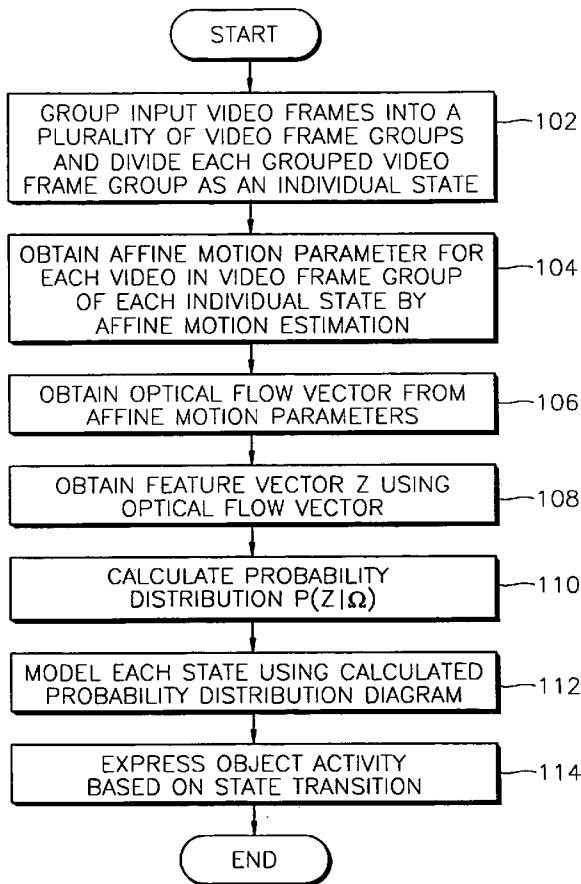 START
GROUP INPUT VIDEO FRAMES INTO A
PLURALITY OF VIDEO FRAME GROUPS
AND DIVIDE EACH GROUPED VIDEO
FRAME GROUP AS AN INDIVIDUAL STATE
102
OBTAIN AFFINE MOTION PARAMETER FOR
EACH VIDEO IN VIDEO FRAME GROUP
OF EACH INDIVIDUAL STATE BY
AFFINE MOTION ESTIMATION
104
OBTAIN OPTICAL FLOW VECTOR FROM
AFFINE MOTION PARAMETERS
106
OBTAIN FEATURE VECTOR Z USING
OPTICAL FLOW VECTOR
108
CALCULATE PROBABILITY
DISTRIBUTION P(Z|Ω)
110
MODEL EACH STATE USING CALCULATED
PROBABILITY DISTRIBUTION DIAGRAM
112
EXPRESS OBJECT ACTIVITY
BASED ON STATE TRANSITION
114
END